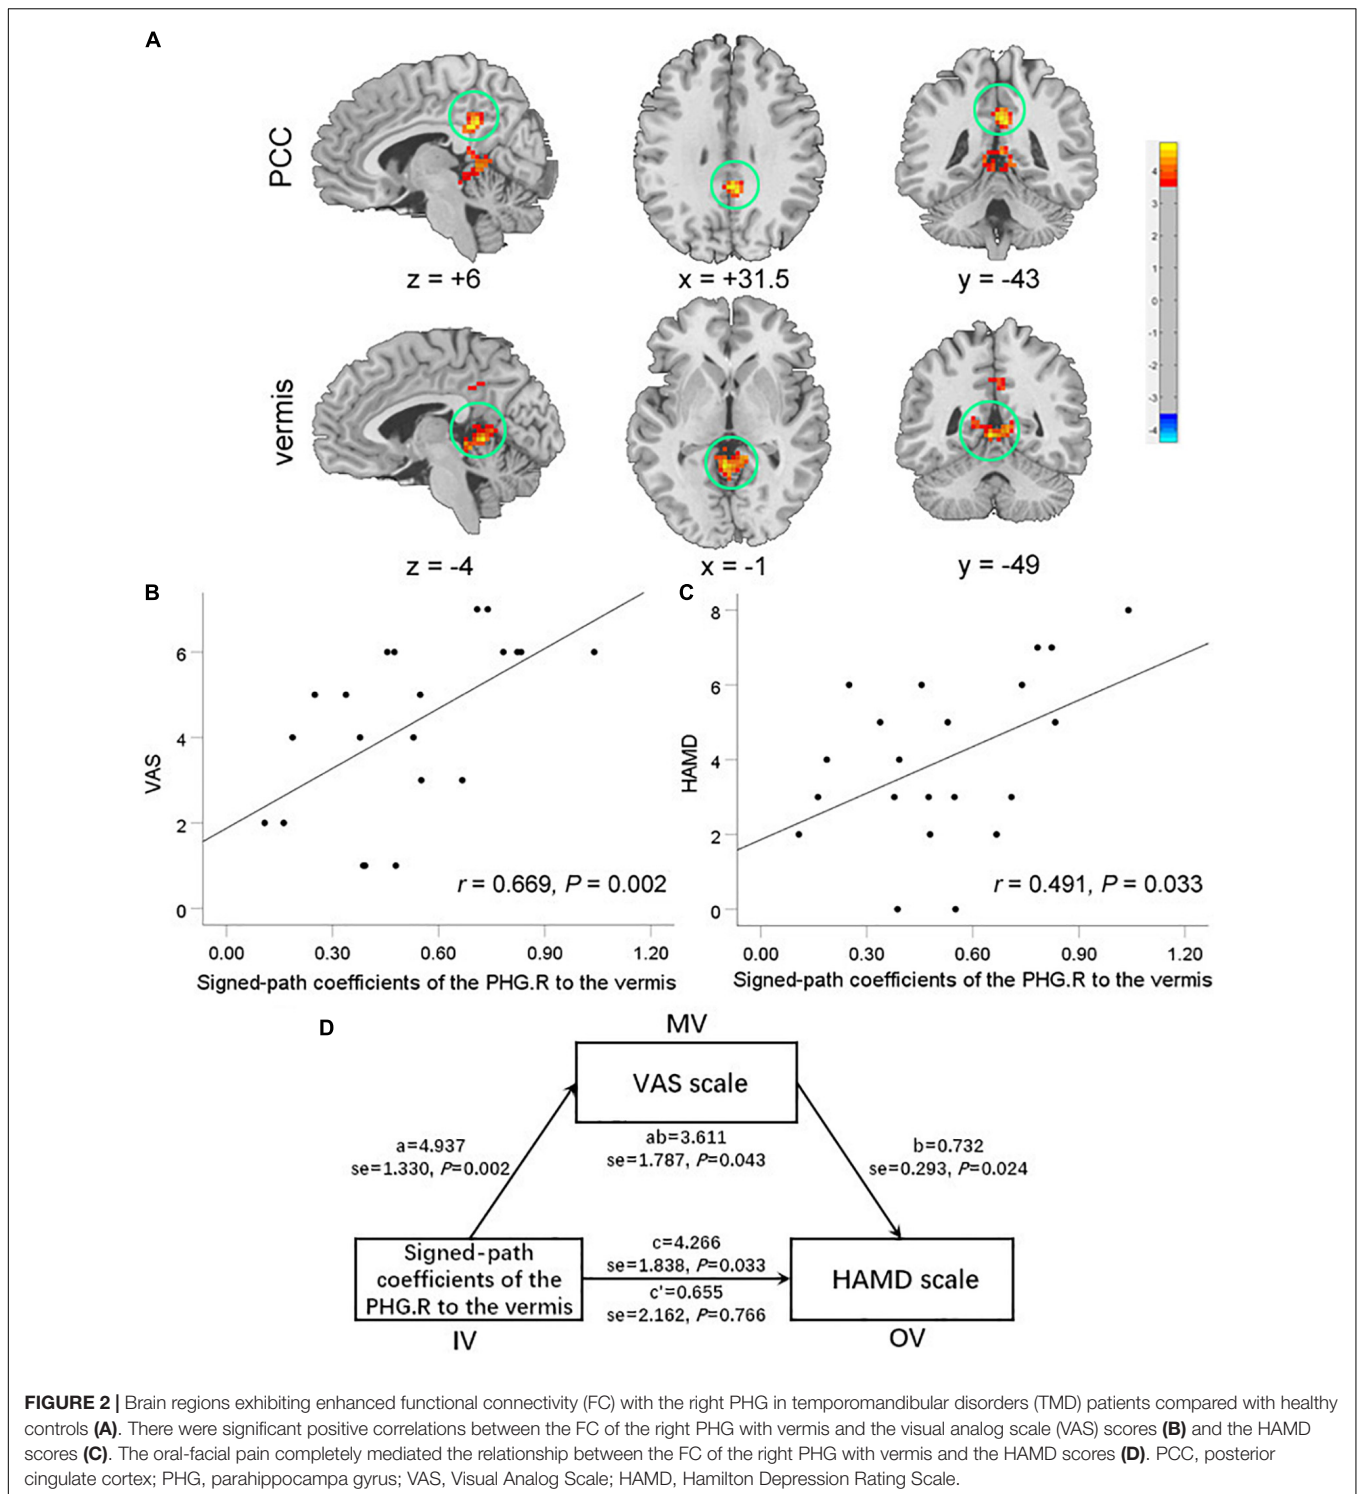 A
PCC
z = +6
x = +31.5
y = -43
4
3
2
1
0
-1
-2
-3
-4
vermis
z = -4
x = -1
y = -49
B
VAS
6
4
2
0
r = 0.669, P = 0.002
0.00 0.30 0.60 0.90 1.20
Signed-path coefficients of the PHG.R to the vermis
C
HAMD
8
6
4
2
0
r = 0.491, P = 0.033
0.00 0.30 0.60 0.90 1.20
Signed-path coefficients of the PHG.R to the vermis
D
MV
VAS scale
a=4.937
se=1.330, P=0.002
ab=3.611
se=1.787, P=0.043
b=0.732
se=0.293, P=0.024
Signed-path
coefficients of the
PHG.R to the vermis
IV
c=4.266
se=1.838, P=0.033
c'=0.655
se=2.162, P=0.766
HAMD scale
OV
FIGURE 2 | Brain regions exhibiting enhanced functional connectivity (FC) with the right PHG in temporomandibular disorders (TMD) patients compared with healthy
controls (A). There were significant positive correlations between the FC of the right PHG with vermis and the visual analog scale (VAS) scores (B) and the HAMD
scores (C). The oral-facial pain completely mediated the relationship between the FC of the right PHG with vermis and the HAMD scores (D). PCC, posterior
cingulate cortex; PHG, parahippocampa gyrus; VAS, Visual Analog Scale; HAMD, Hamilton Depression Rating Scale.